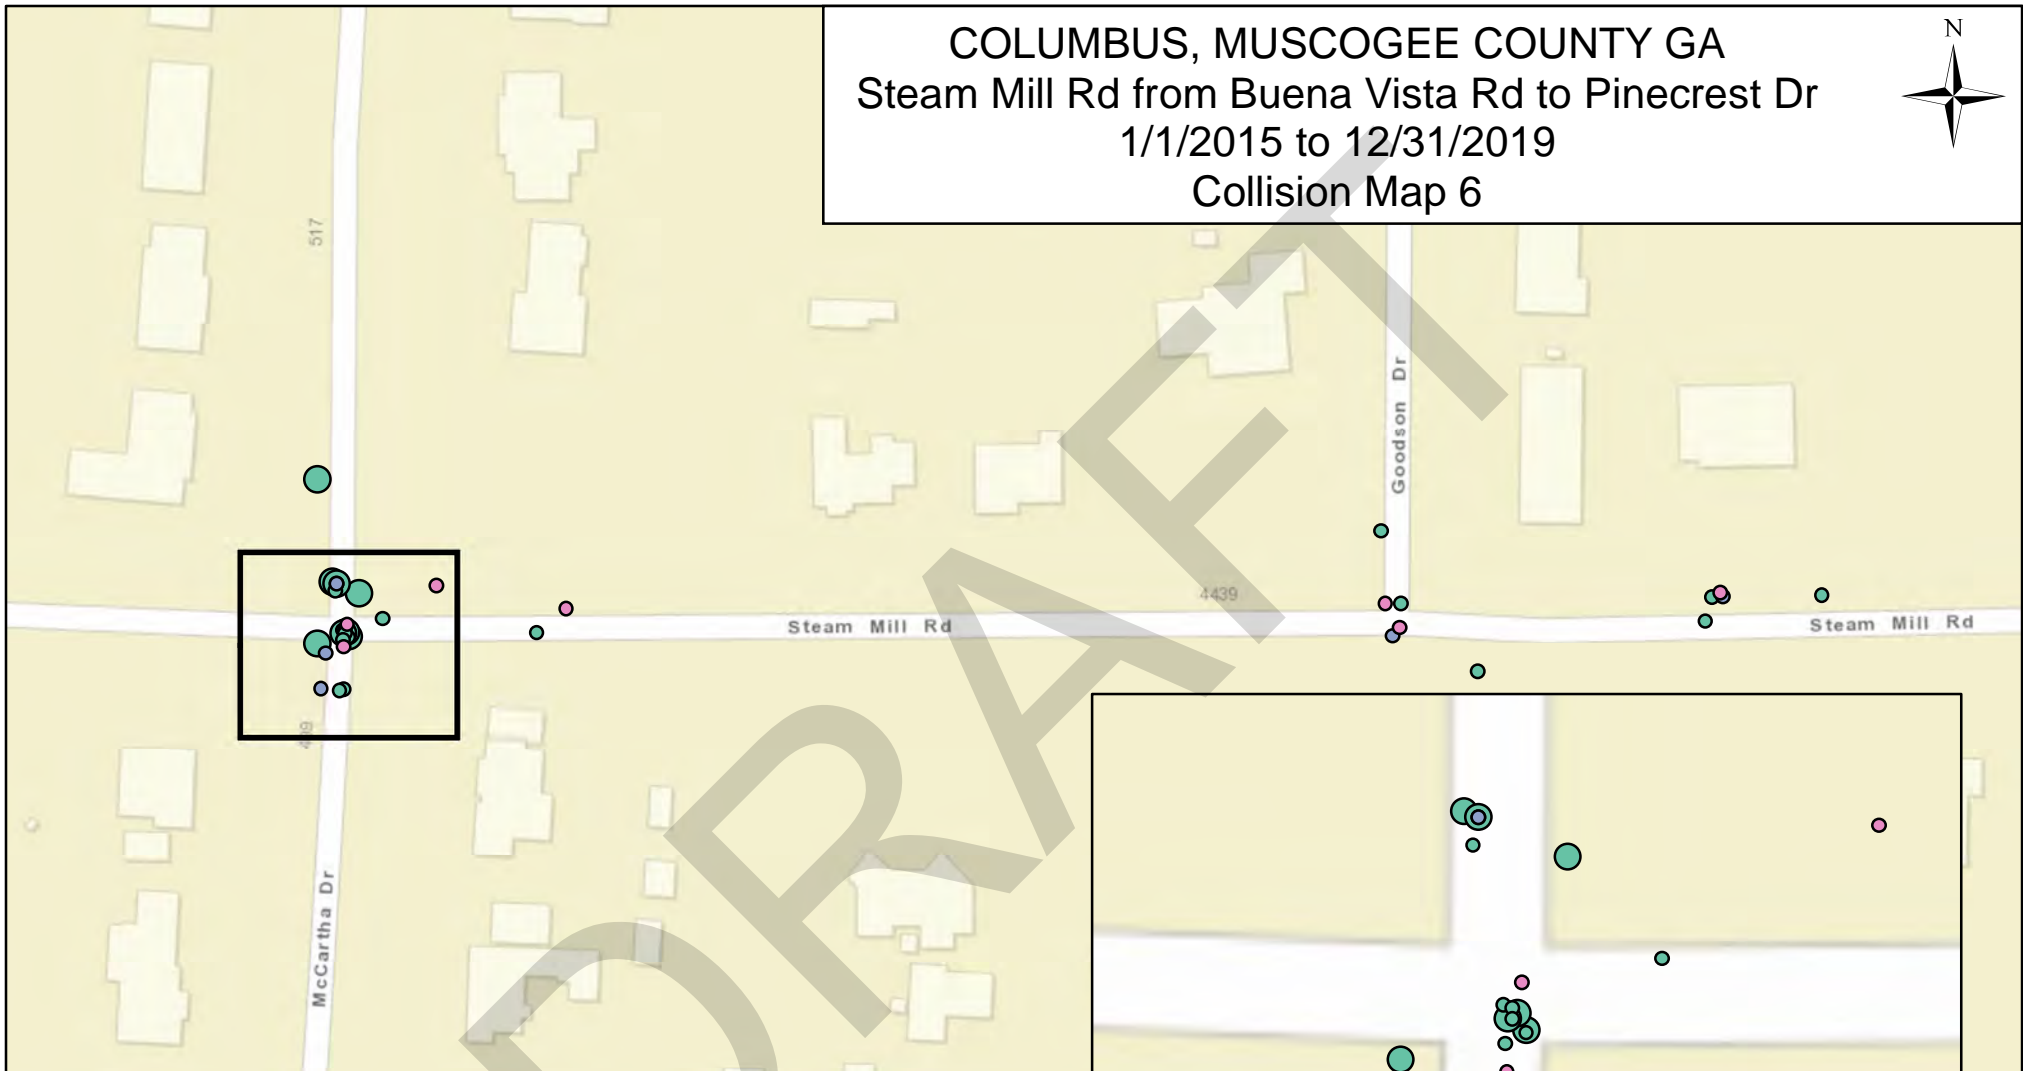 COLUMBUS, MUSCOGEE COUNTY GA
Steam Mill Rd from Buena Vista Rd to Pinecrest Dr
1/1/2015 to 12/31/2019
Collision Map 6
N
517
Goodson Dr
4439
Steam Mill Rd
Steam Mill Rd
McCartha Dr
DRAFT